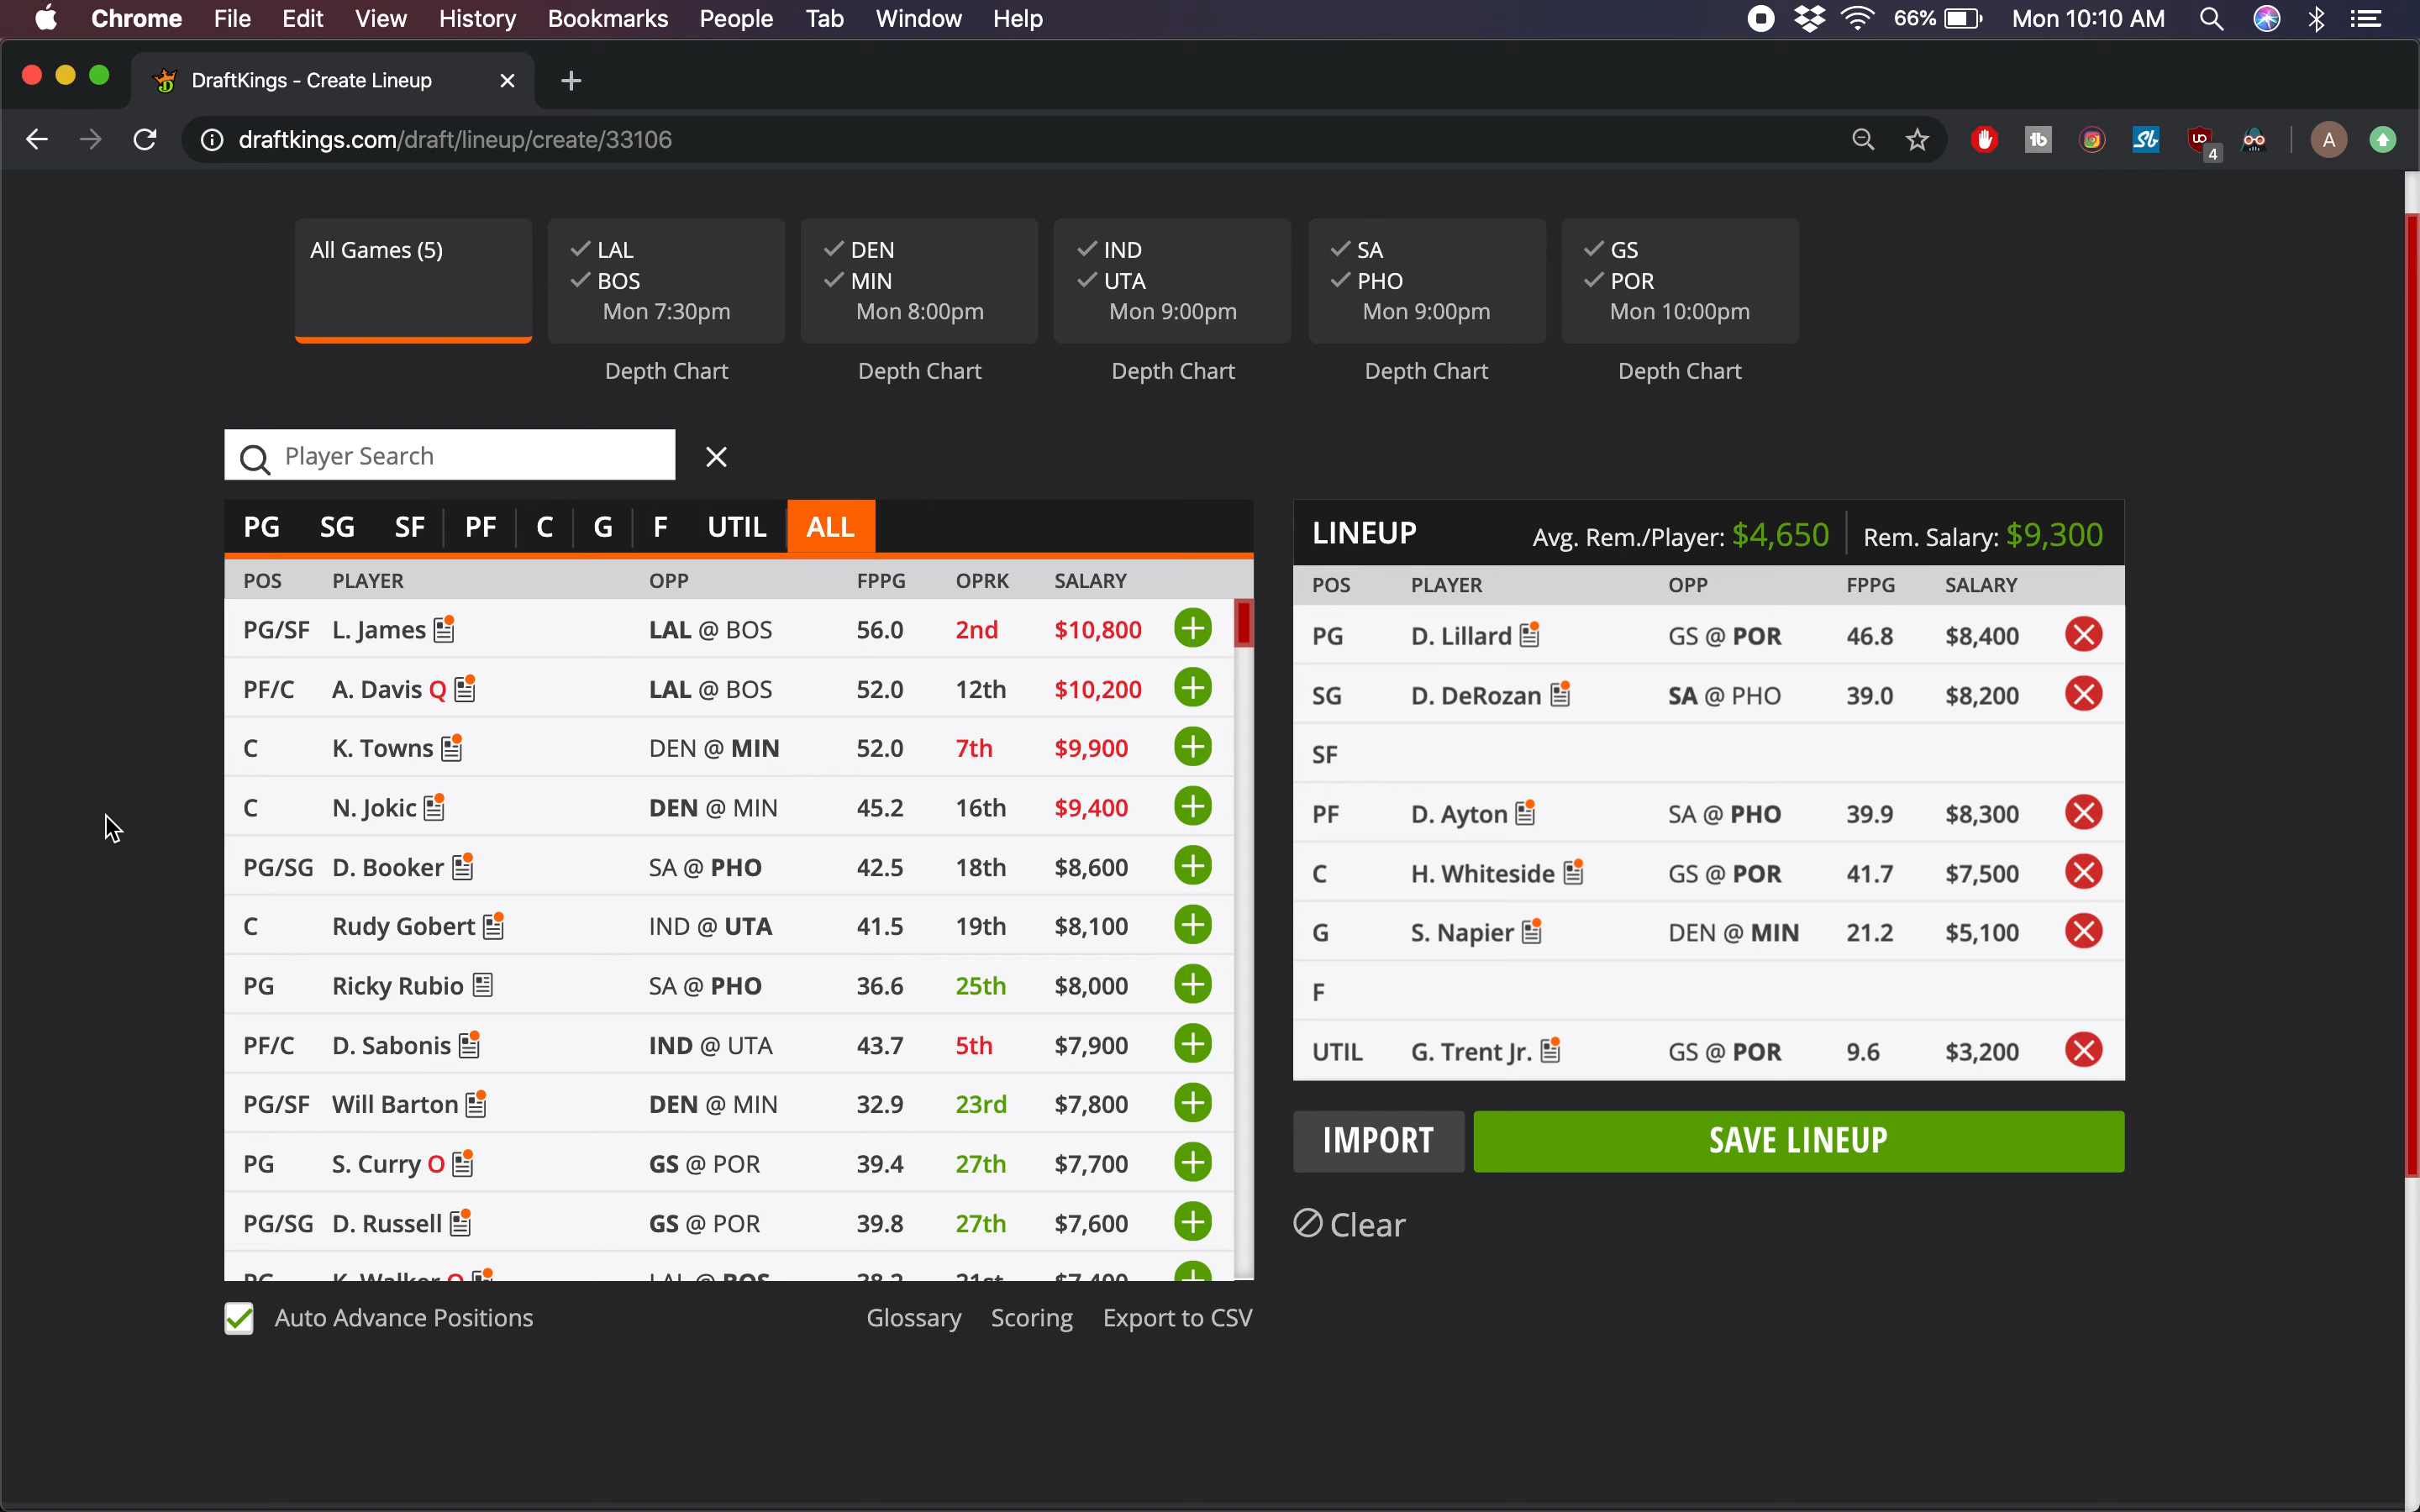 Chrome File Edit View History Bookmarks People Tab Window Help 66% Mon 10:10 AM
DraftKings - Create Lineup
draftkings.com/draft/lineup/create/33106 4 A
All Games (5)
LAL
BOS
Mon 7:30pm
DEN
MIN
Mon 8:00pm
IND
UTA
Mon 9:00pm
SA
PHO
Mon 9:00pm
GS
POR
Mon 10:00pm
Depth Chart Depth Chart Depth Chart Depth Chart Depth Chart
Player Search
PG SG SF PF C G F UTIL ALL
POS PLAYER OPP FPPG OPRK SALARY
PG/SF L. James LAL @ BOS 56.0 2nd $10,800
PF/C A. Davis Q LAL @ BOS 52.0 12th $10,200
C K. Towns DEN @ MIN 52.0 7th $9,900
C N. Jokic DEN @ MIN 45.2 16th $9,400
PG/SG D. Booker SA @ PHO 42.5 18th $8,600
C Rudy Gobert IND @ UTA 41.5 19th $8,100
PG Ricky Rubio SA @ PHO 36.6 25th $8,000
PF/C D. Sabonis IND @ UTA 43.7 5th $7,900
PG/SF Will Barton DEN @ MIN 32.9 23rd $7,800
PG S. Curry O GS @ POR 39.4 27th $7,700
PG/SG D. Russell GS @ POR 39.8 27th $7,600
PG K. Walker LAL @ BOS 38.2 21st $7,400
Auto Advance Positions Glossary Scoring Export to CSV
LINEUP Avg. Rem./Player: $4,650 Rem. Salary: $9,300
POS PLAYER OPP FPPG SALARY
PG D. Lillard GS @ POR 46.8 $8,400
SG D. DeRozan SA @ PHO 39.0 $8,200
SF
PF D. Ayton SA @ PHO 39.9 $8,300
C H. Whiteside GS @ POR 41.7 $7,500
G S. Napier DEN @ MIN 21.2 $5,100
F
UTIL G. Trent Jr. GS @ POR 9.6 $3,200
IMPORT SAVE LINEUP
Clear